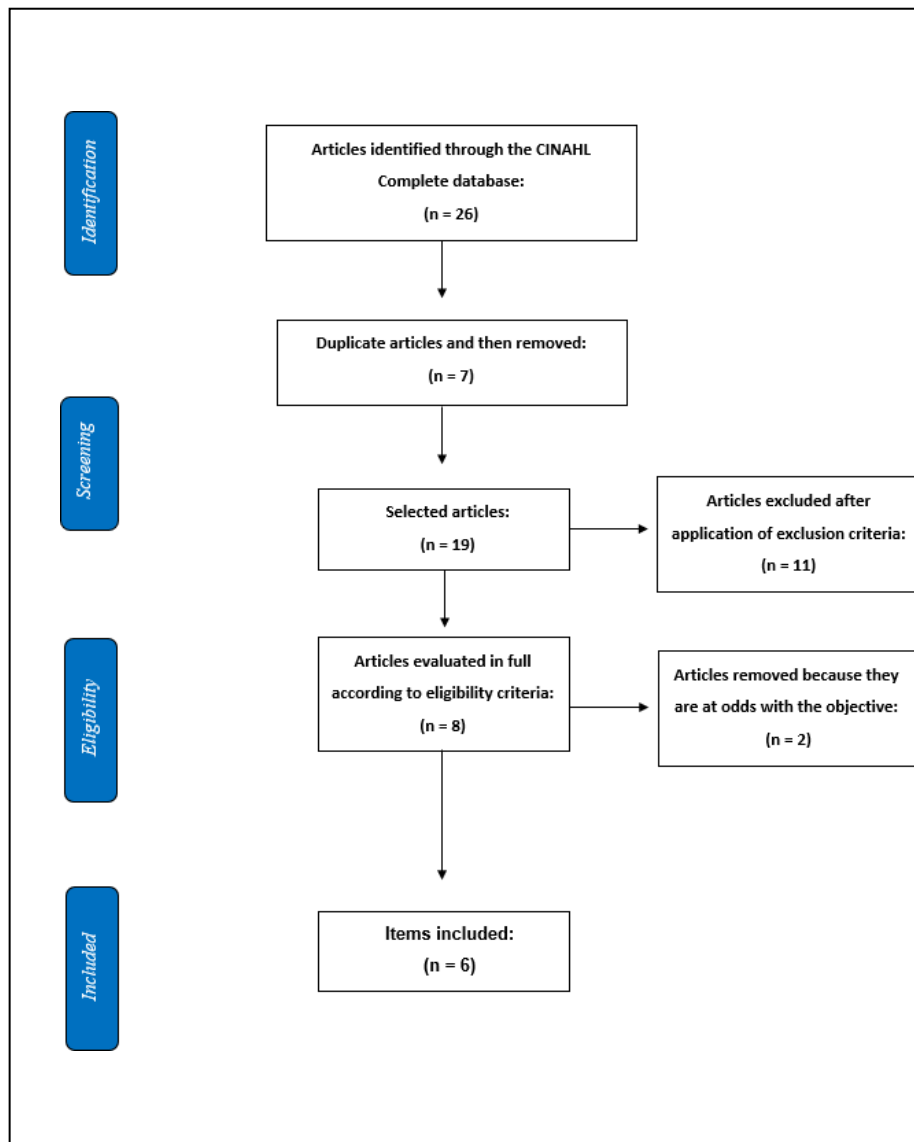 Identification
Articles identified through the CINAHL
Complete database:
(n = 26)
Duplicate articles and then removed:
(n = 7)
Screening
Selected articles:
(n = 19)
Articles excluded after
application of exclusion criteria:
(n = 11)
Eligibility
Articles evaluated in full
according to eligibility criteria:
(n = 8)
Articles removed because they
are at odds with the objective:
(n = 2)
Included
Items included:
(n = 6)